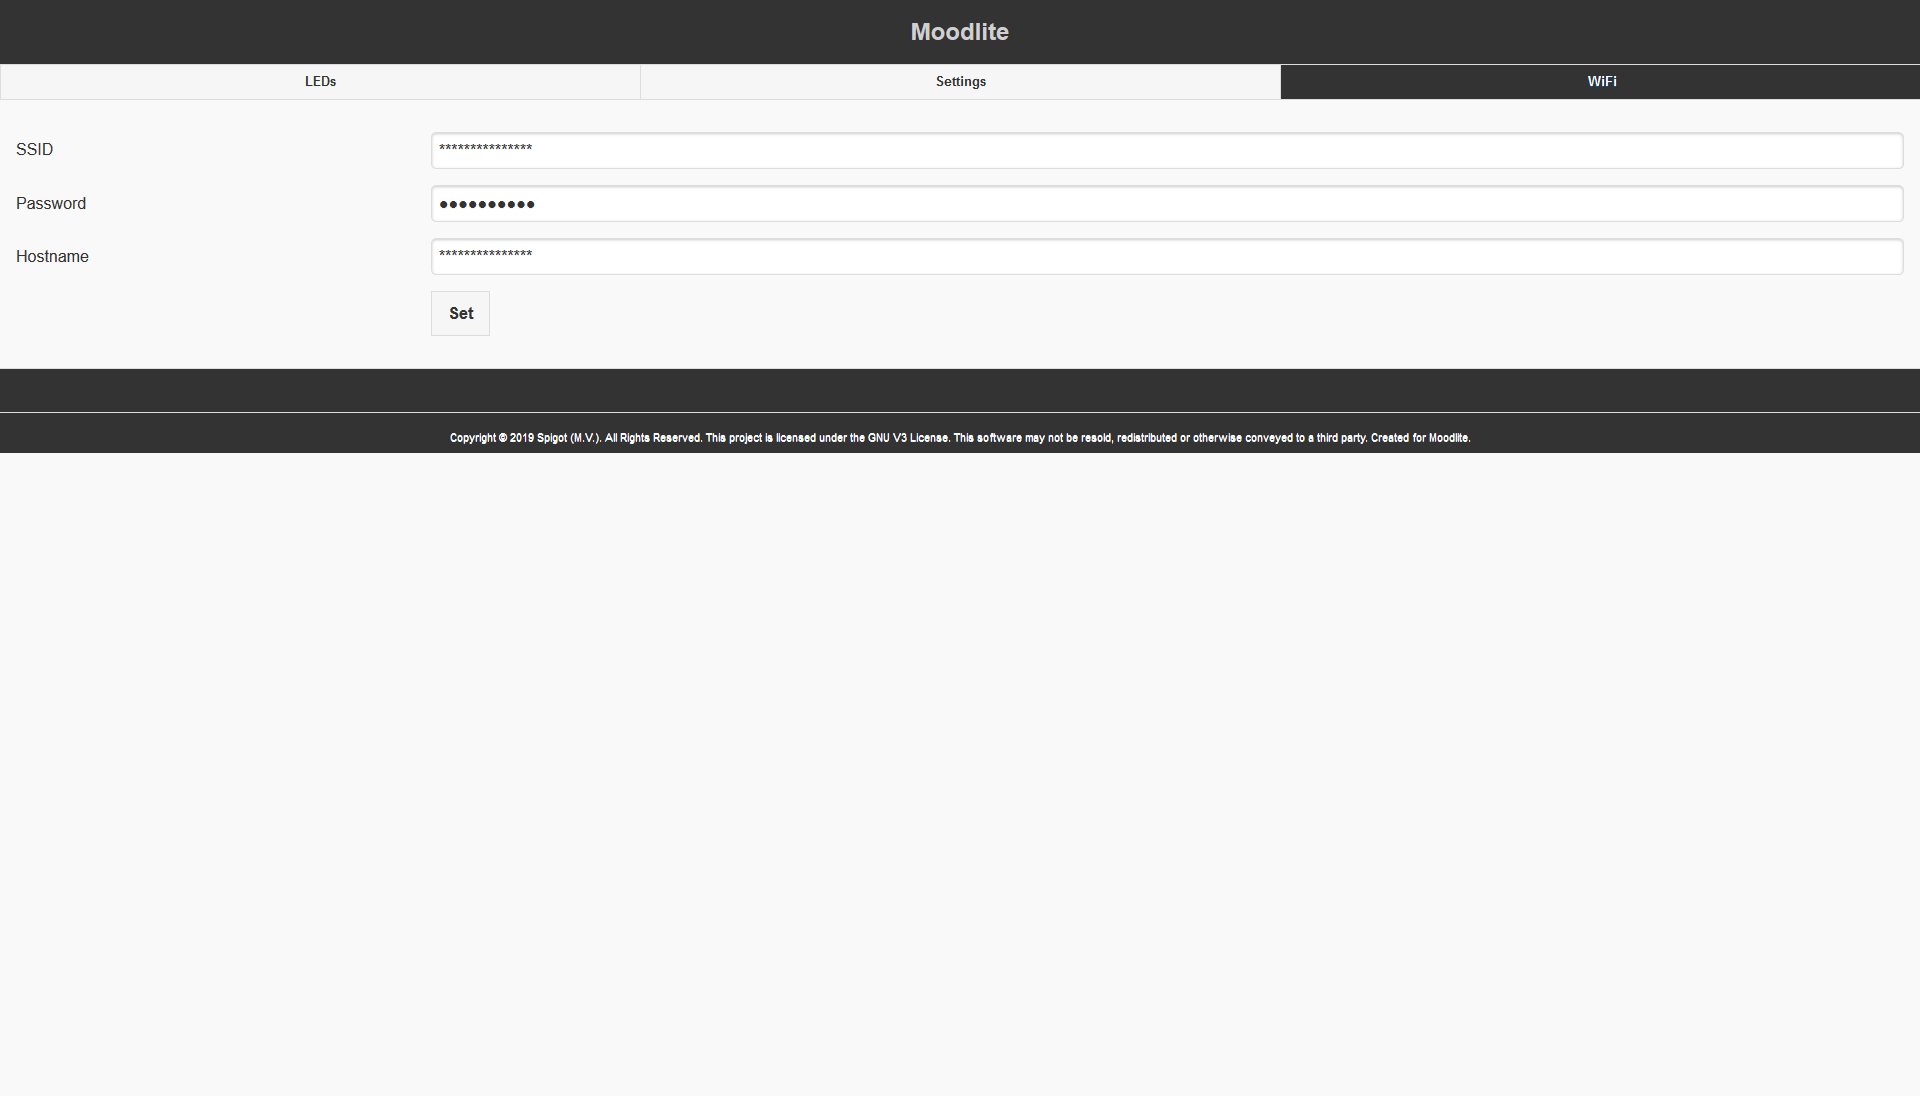 Moodlite
LEDs
Settings
WiFi
SSID
***************
Password
●●●●●●●●●●
Hostname
***************
Set
Copyright © 2019 Spigot (M.V.). All Rights Reserved. This project is licensed under the GNU V3 License. This software may not be resold, redistributed or otherwise conveyed to a third party. Created for Moodlite.